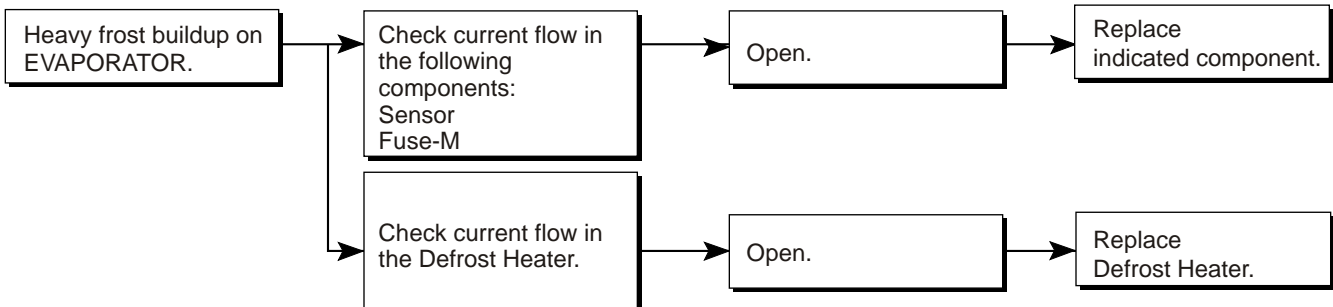 Heavy frost buildup on
EVAPORATOR.
Check current flow in
the following
components:
Sensor
Fuse-M
Open.
Replace
indicated component.
Check current flow in
the Defrost Heater.
Open.
Replace
Defrost Heater.